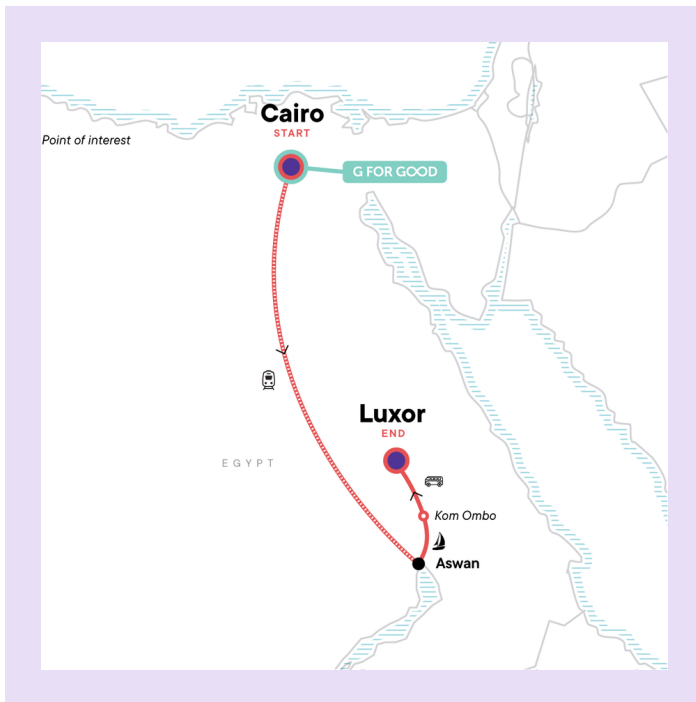 Cairo
START
Point of interest
G FOR GOOD
Luxor
END
EGYPT
Kom Ombo
Aswan